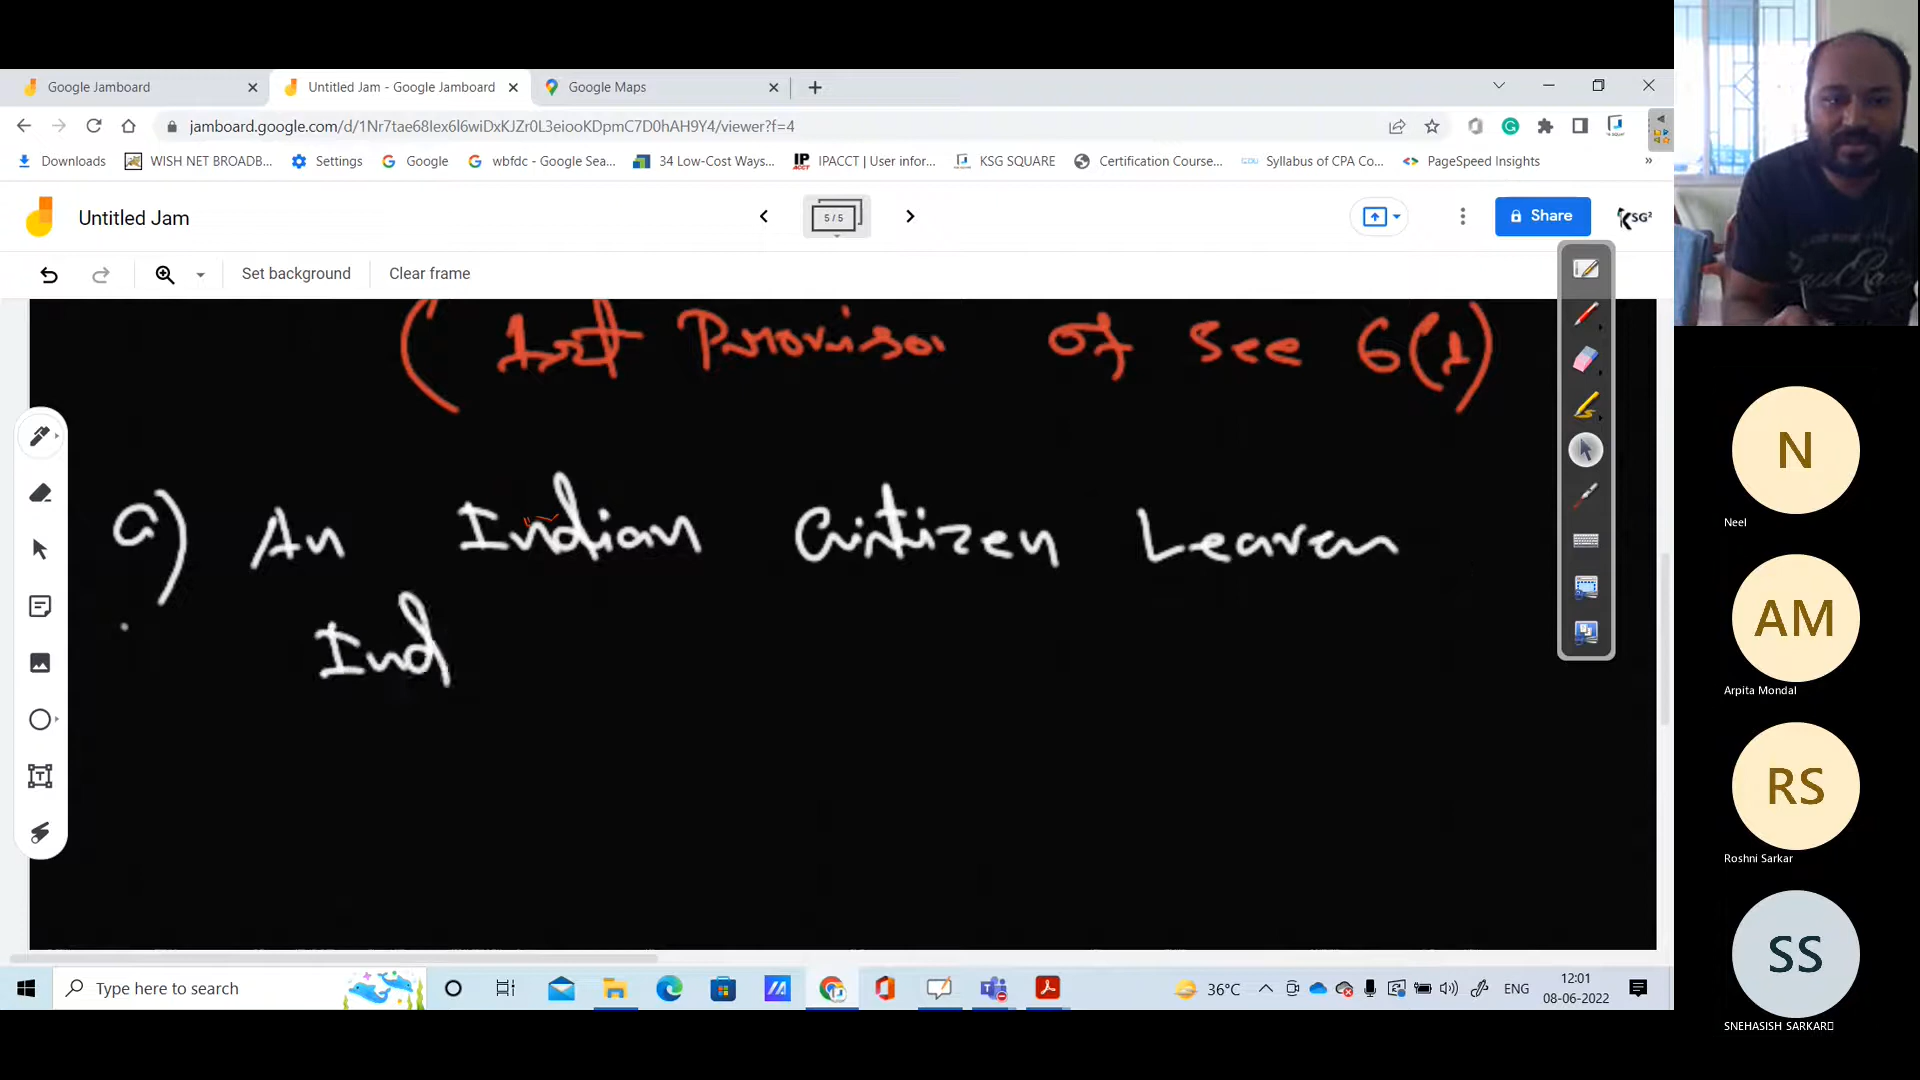 Google Jamboard
Untitled Jam - Google Jamboard
Google Maps
jamboard.google.com/d/1Nr7tae68Iex6I6wiDxKJZr0L3eiooKDpmC7D0hAH9Y4/viewer?f=4
Downloads
WISH NET BROADB...
Settings
Google
wbfdc - Google Sea...
34 Low-Cost Ways...
IPACCT | User infor...
KSG SQUARE
Certification Course...
Syllabus of CPA Co...
PageSpeed Insights
Untitled Jam
5 / 5
Share
KSG²
Set background
Clear frame
( 1st Provison of Sec 6(1)
a) An Indian Citizen Leaves
Ind
N
Neel
AM
Arpita Mondal
RS
Roshni Sarkar
SS
SNEHASISH SARKAR
Type here to search
36°C
ENG
12:01
08-06-2022